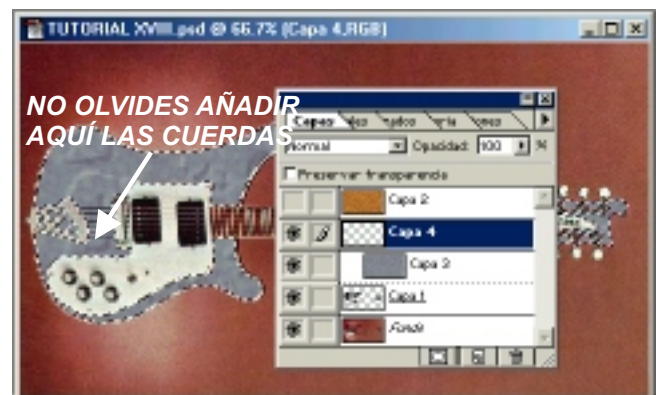 TUTORIAL XVIII.psd @ 66.7% (Capa 4,RGB)
NO OLVIDES AÑADIR
AQUÍ LAS CUERDAS
Capas
Normal
Opacidad: 100 %
Preservar transparencia
Capa 2
Capa 4
Capa 3
Capa 1
Fondo